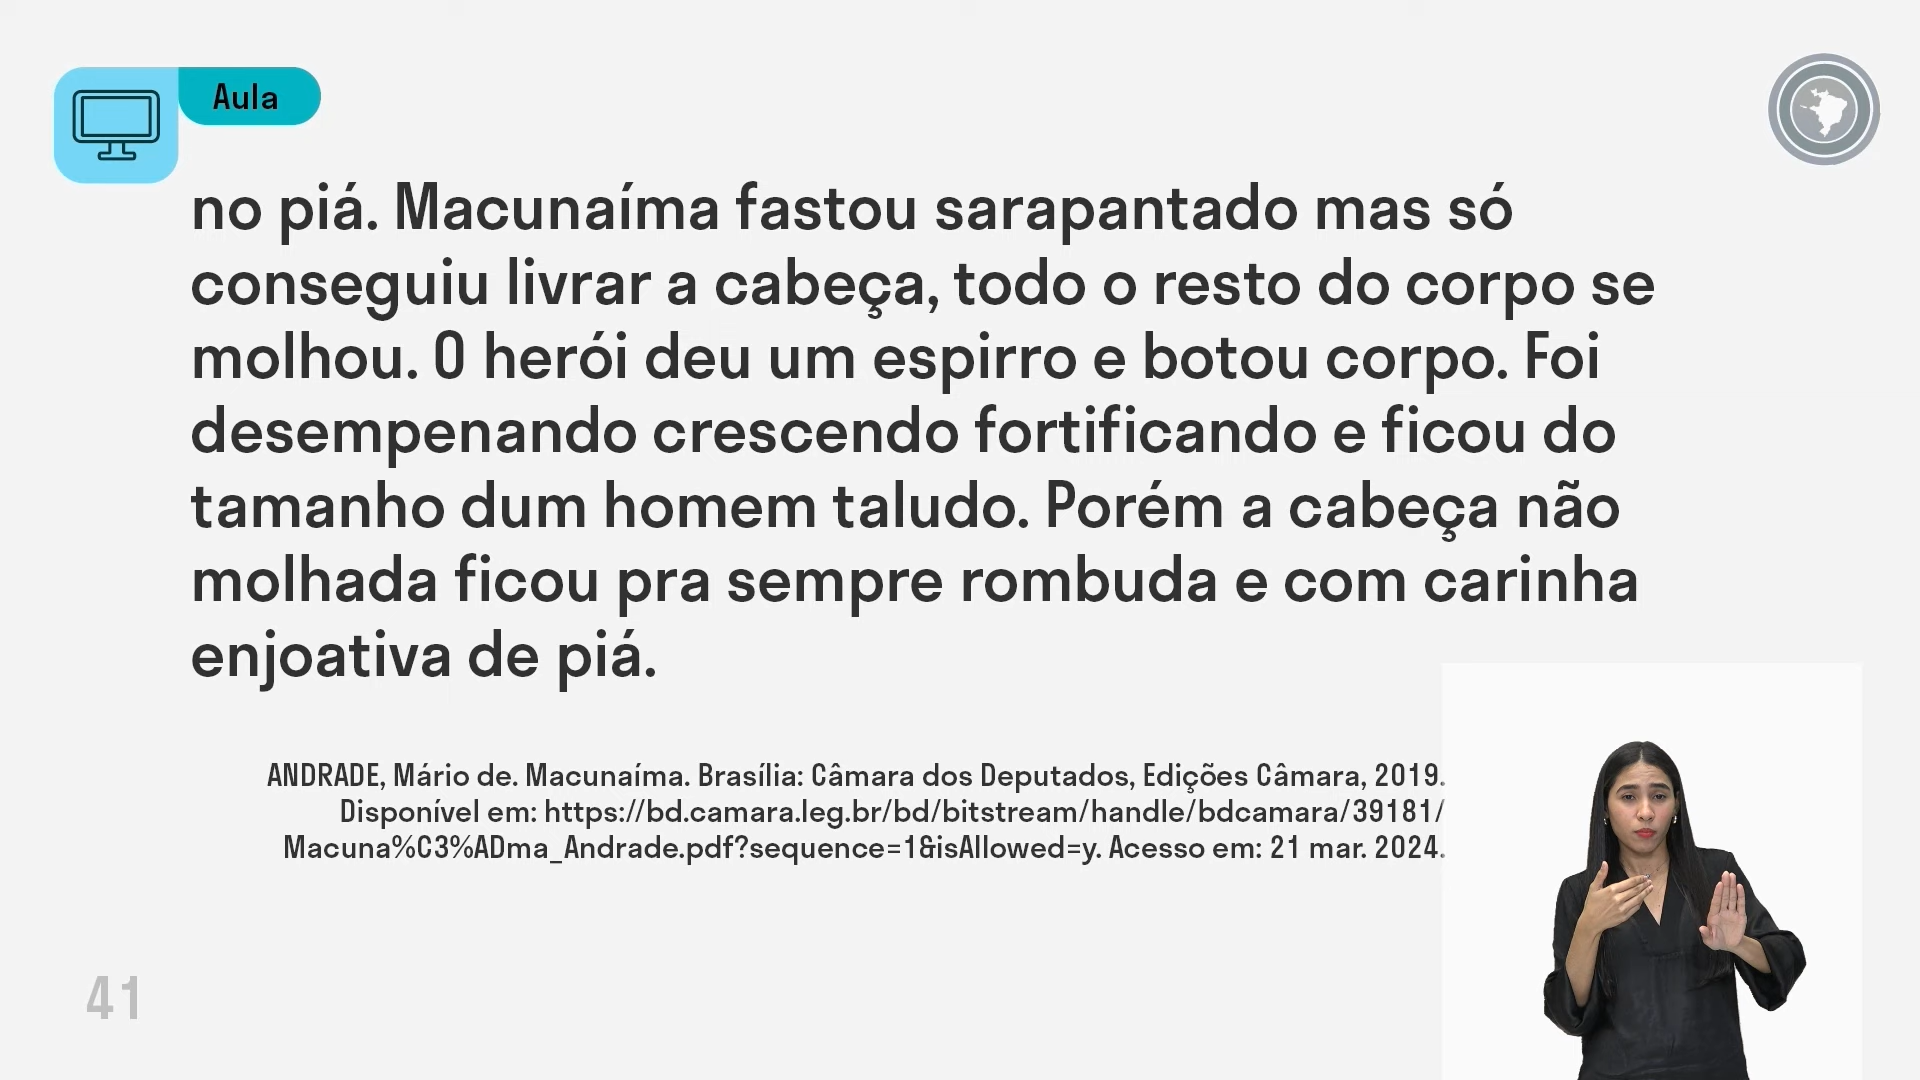 Aula
no piá. Macunaíma fastou sarapantado mas só
conseguiu livrar a cabeça, todo o resto do corpo se
molhou. O herói deu um espirro e botou corpo. Foi
desempenando crescendo fortificando e ficou do
tamanho dum homem taludo. Porém a cabeça não
molhada ficou pra sempre rombuda e com carinha
enjoativa de piá.
ANDRADE, Mário de. Macunaíma. Brasília: Câmara dos Deputados, Edições Câmara, 2019.
Disponível em: https://bd.camara.leg.br/bd/bitstream/handle/bdcamara/39181/
Macuna%C3%ADma_Andrade.pdf?sequence=1&isAllowed=y. Acesso em: 21 mar. 2024.
41